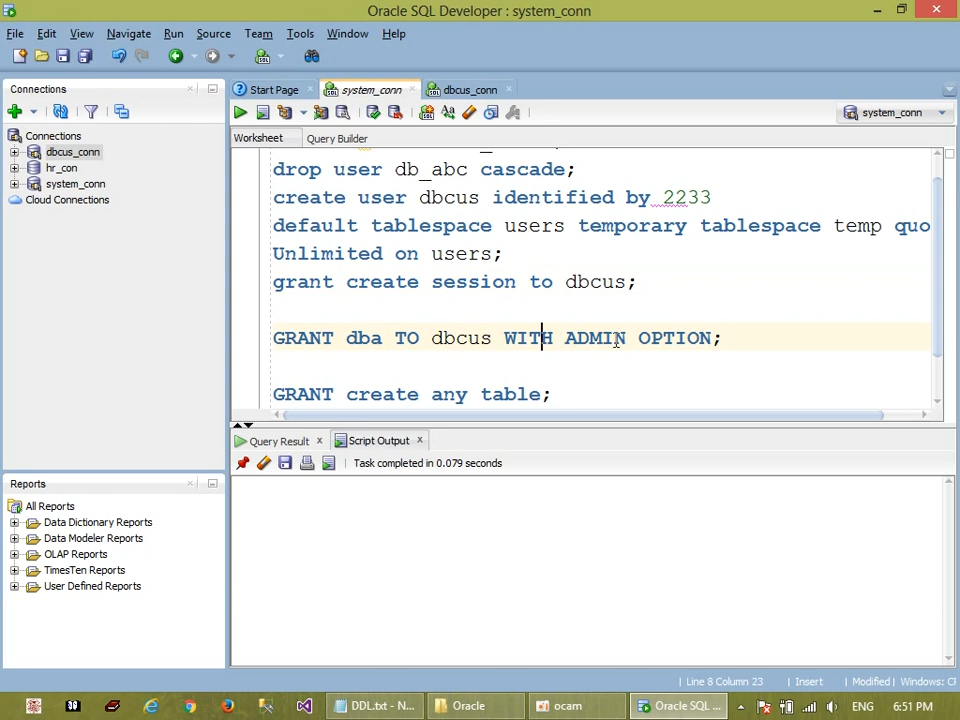 Oracle SQL Developer : system_conn
File Edit View Navigate Run Source Team Tools Window Help
Connections
Start Page
system_conn
dbcus_conn
system_conn
Worksheet
Query Builder
Connections
dbcus_conn
hr_con
system_conn
Cloud Connections
drop user db_abc cascade;
create user dbcus identified by 2233
default tablespace users temporary tablespace temp quo
Unlimited on users;
grant create session to dbcus;
GRANT dba TO dbcus WITH ADMIN OPTION;
GRANT create any table;
Query Result
Script Output
Task completed in 0.079 seconds
Reports
All Reports
Data Dictionary Reports
Data Modeler Reports
OLAP Reports
TimesTen Reports
User Defined Reports
Line 8 Column 23
Insert
Modified
Windows:
DDL.txt - N...
Oracle
ocam
Oracle SQL ...
ENG
6:51 PM